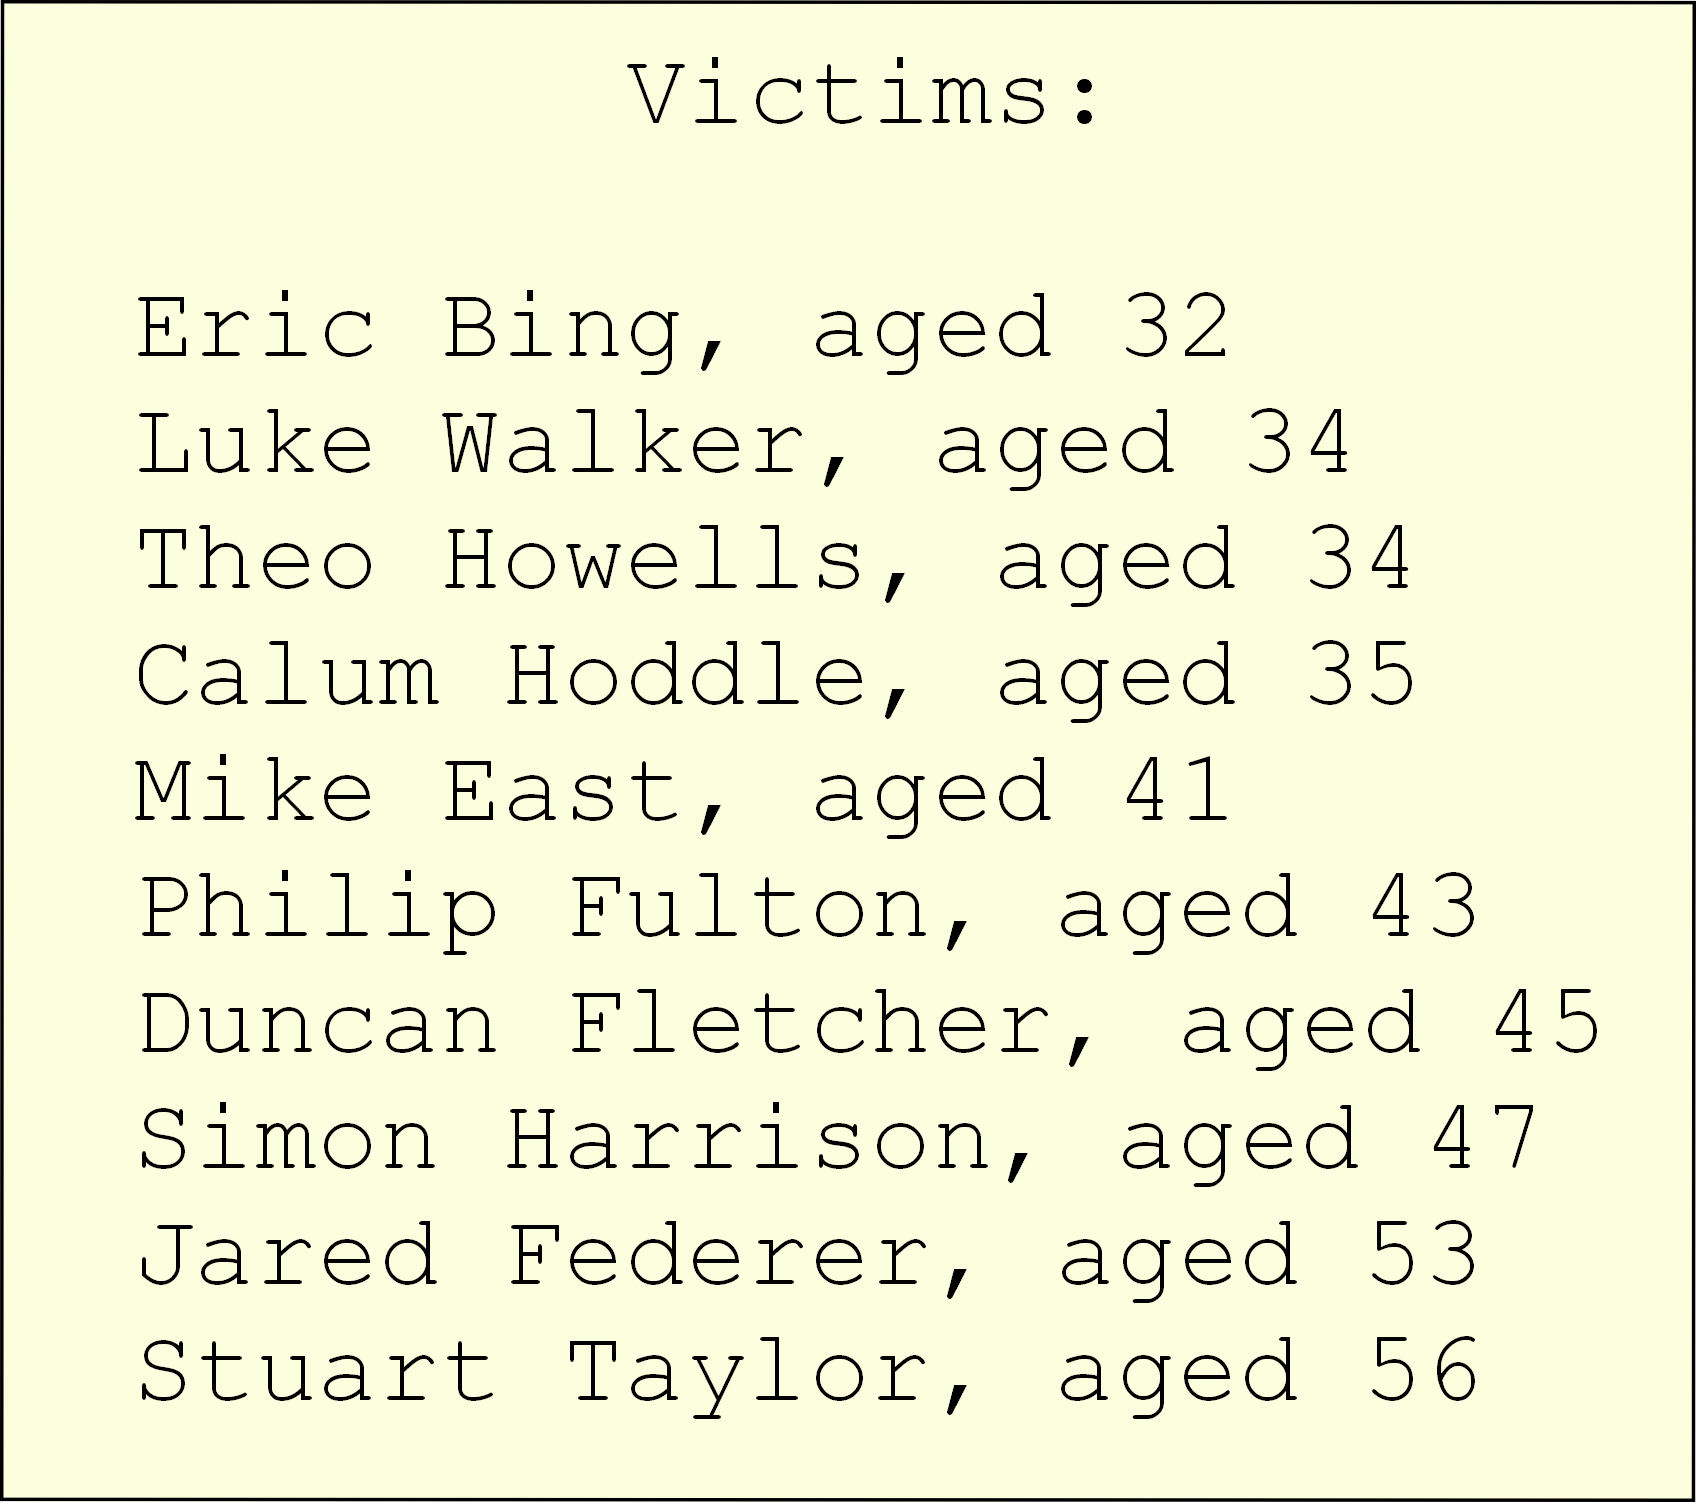 Victims:
Eric Bing, aged 32
Luke Walker, aged 34
Theo Howells, aged 34
Calum Hoddle, aged 35
Mike East, aged 41
Philip Fulton, aged 43
Duncan Fletcher, aged 45
Simon Harrison, aged 47
Jared Federer, aged 53
Stuart Taylor, aged 56